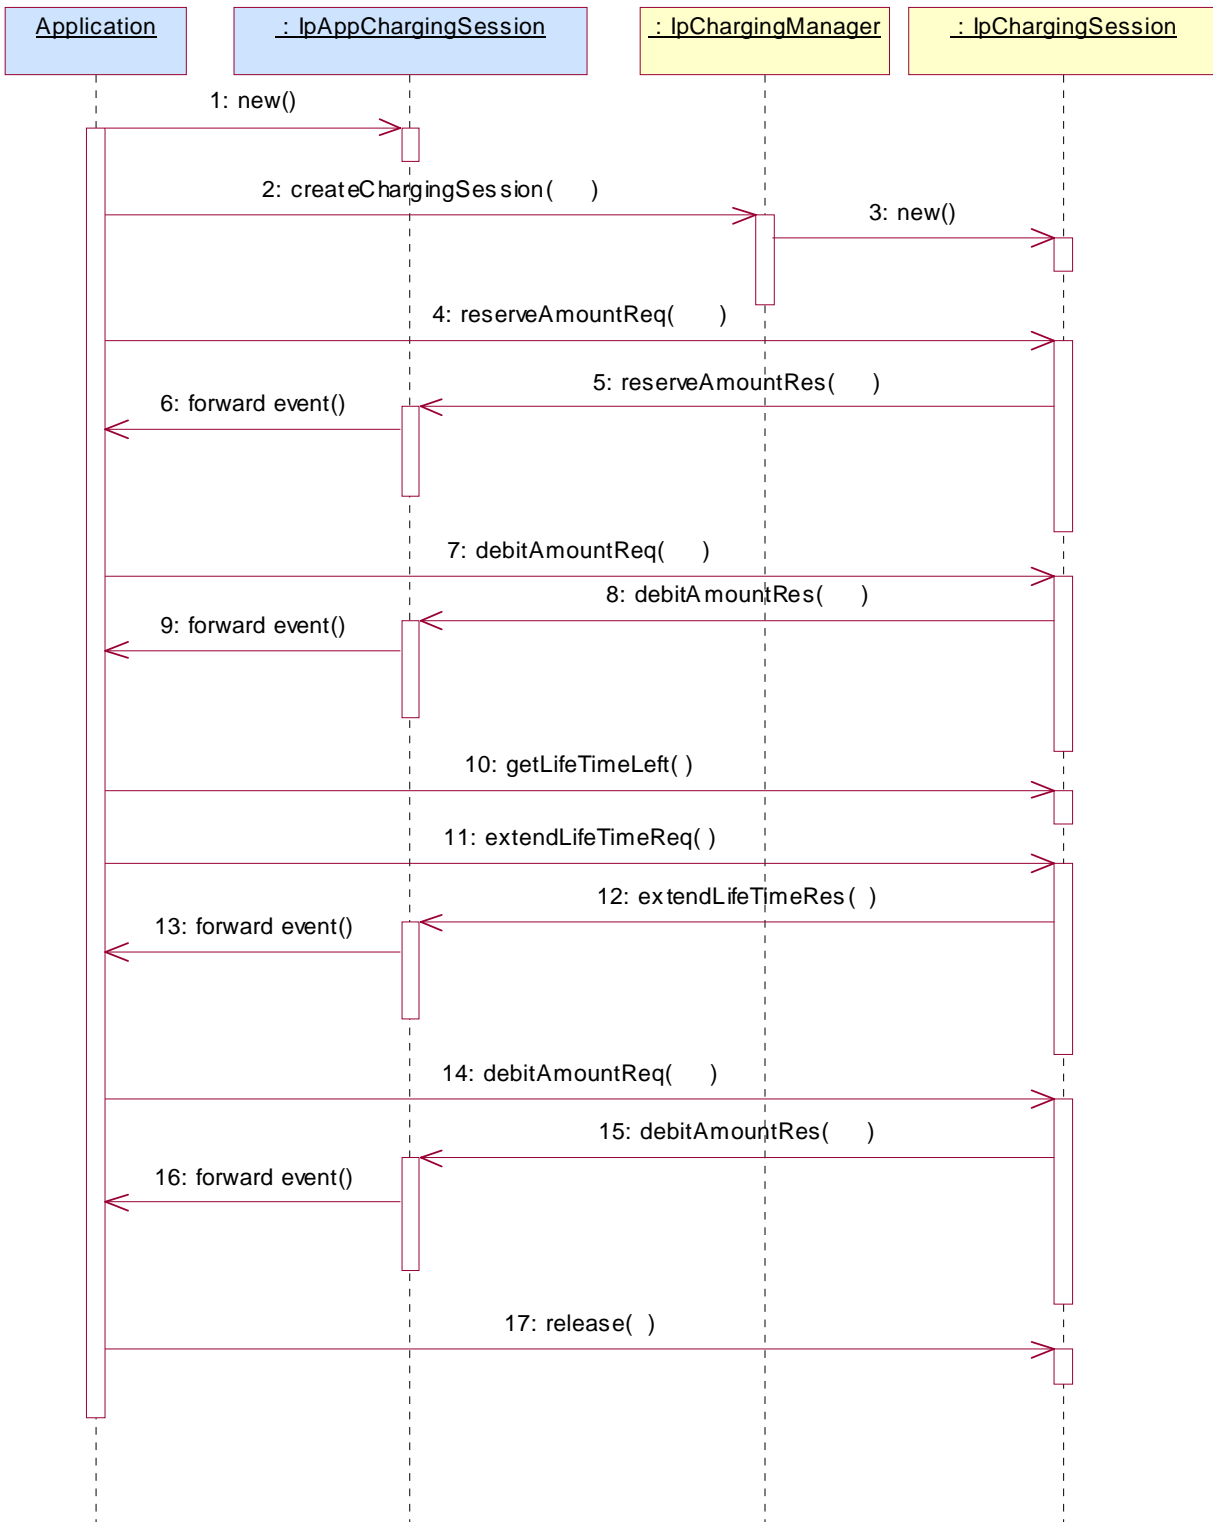 Application
: IpAppChargingSession
: IpChargingManager
: IpChargingSession
1: new()
2: createChargingSession( )
3: new()
4: reserveAmountReq( )
5: reserveAmountRes( )
6: forward event()
7: debitAmountReq( )
8: debitAmountRes( )
9: forward event()
10: getLifeTimeLeft( )
11: extendLifeTimeReq( )
12: extendLifeTimeRes( )
13: forward event()
14: debitAmountReq( )
15: debitAmountRes( )
16: forward event()
17: release( )